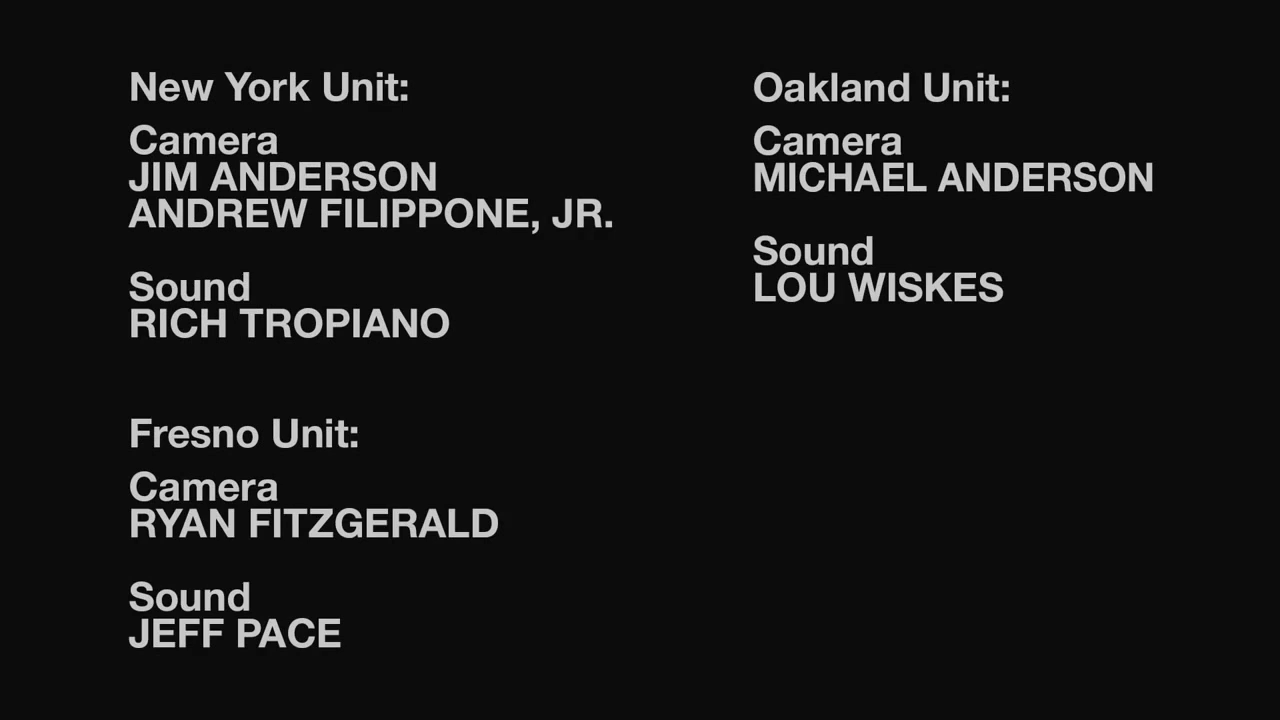 New York Unit:
Camera
JIM ANDERSON
ANDREW FILIPPONE, JR.
Sound
RICH TROPIANO
Fresno Unit:
Camera
RYAN FITZGERALD
Sound
JEFF PACE
Oakland Unit:
Camera
MICHAEL ANDERSON
Sound
LOU WISKES